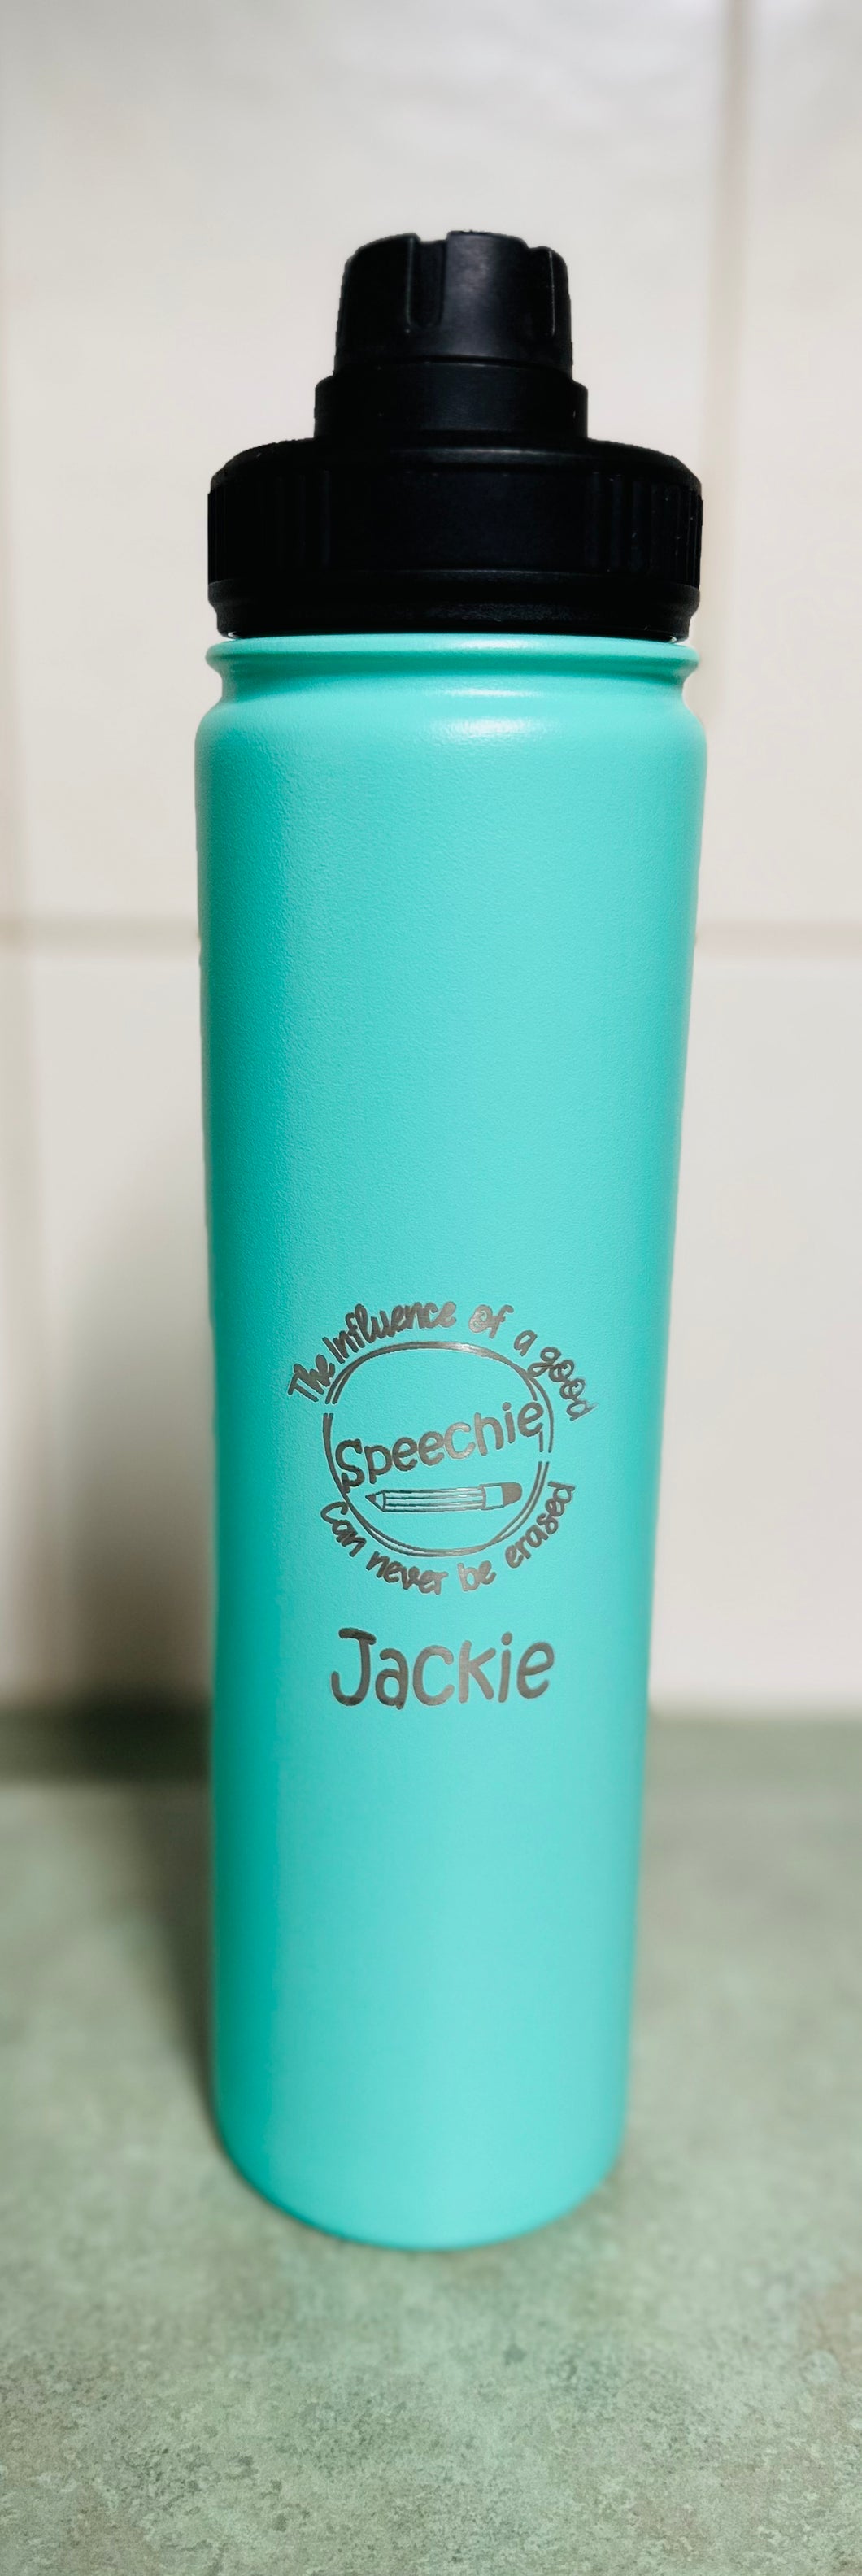 The Influence of a good
Speechie
Can never be erased
Jackie